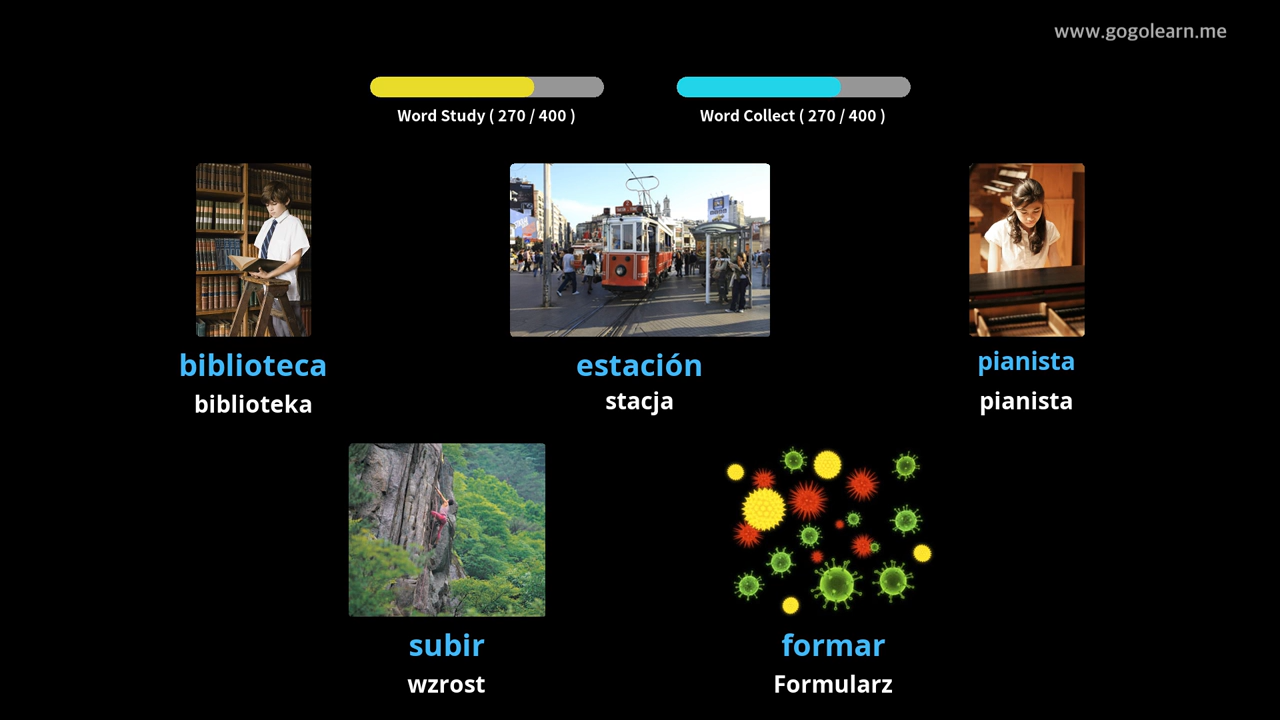 www.gogolearn.me
Word Study ( 270 / 400 )
Word Collect ( 270 / 400 )
biblioteca
biblioteka
estación
stacja
pianista
pianista
subir
wzrost
formar
Formularz